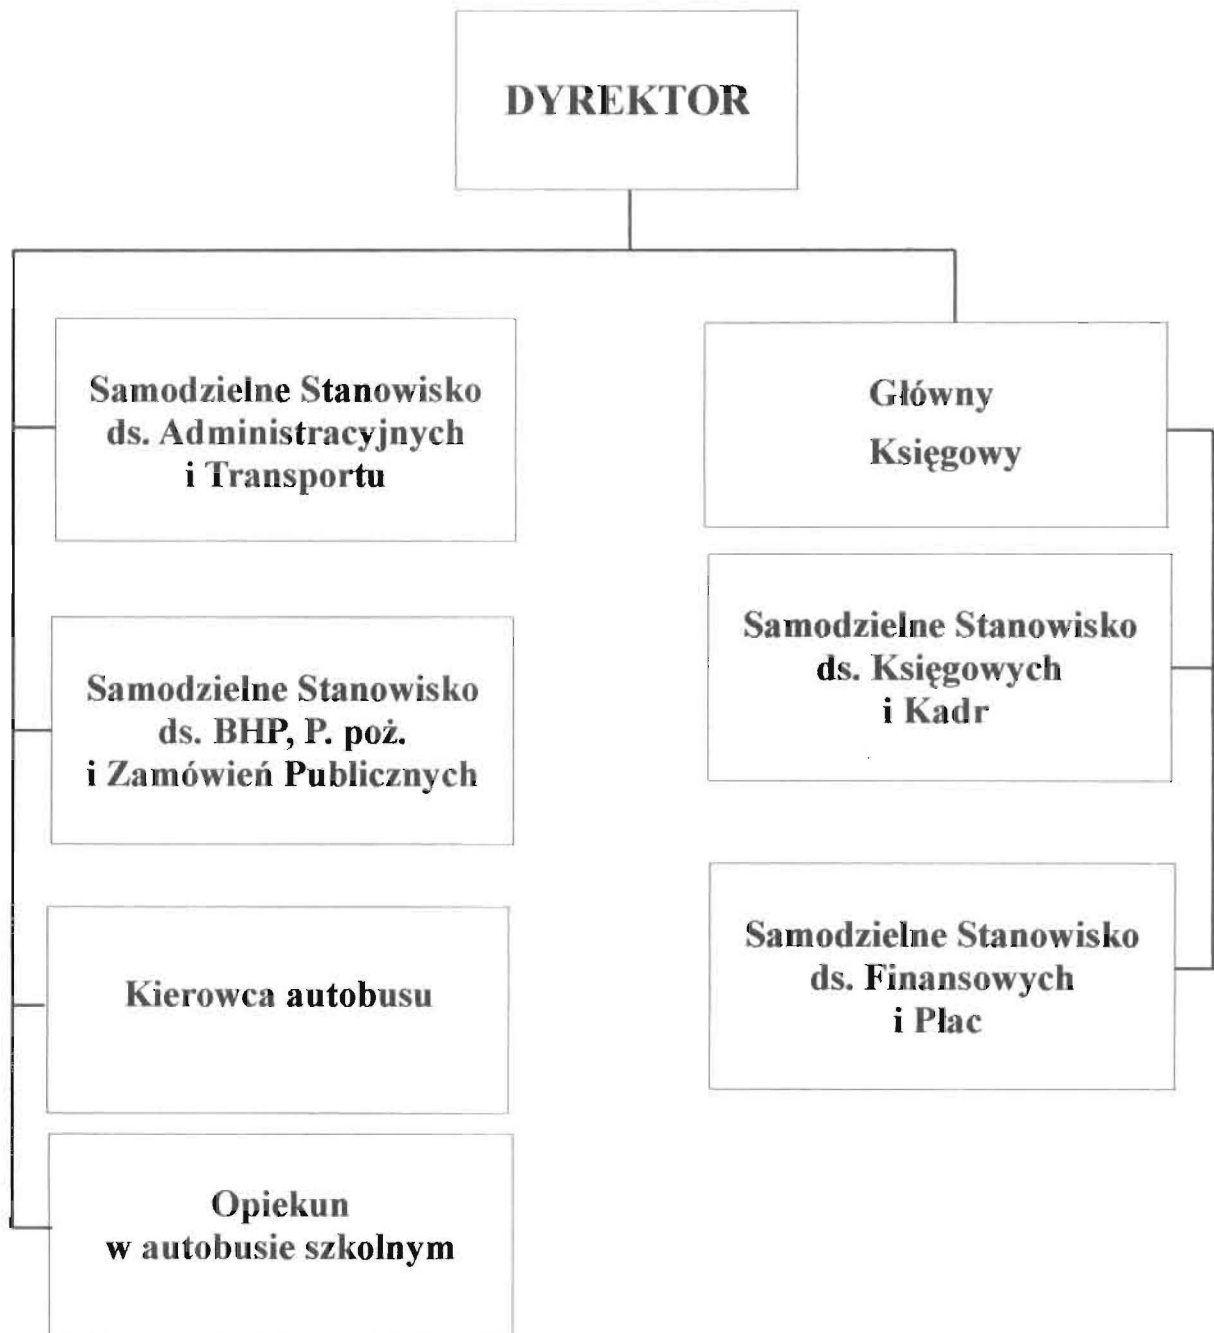 DYREKTOR
Samodzielne Stanowisko
ds. Administracyjnych
i Transportu
Samodzielne Stanowisko
ds. BHP, P. poż.
i Zamówień Publicznych
Kierowca autobusu
Opiekun
w autobusie szkolnym
Główny
Księgowy
Samodzielne Stanowisko
ds. Księgowych
i Kadr
Samodzielne Stanowisko
ds. Finansowych
i Płac